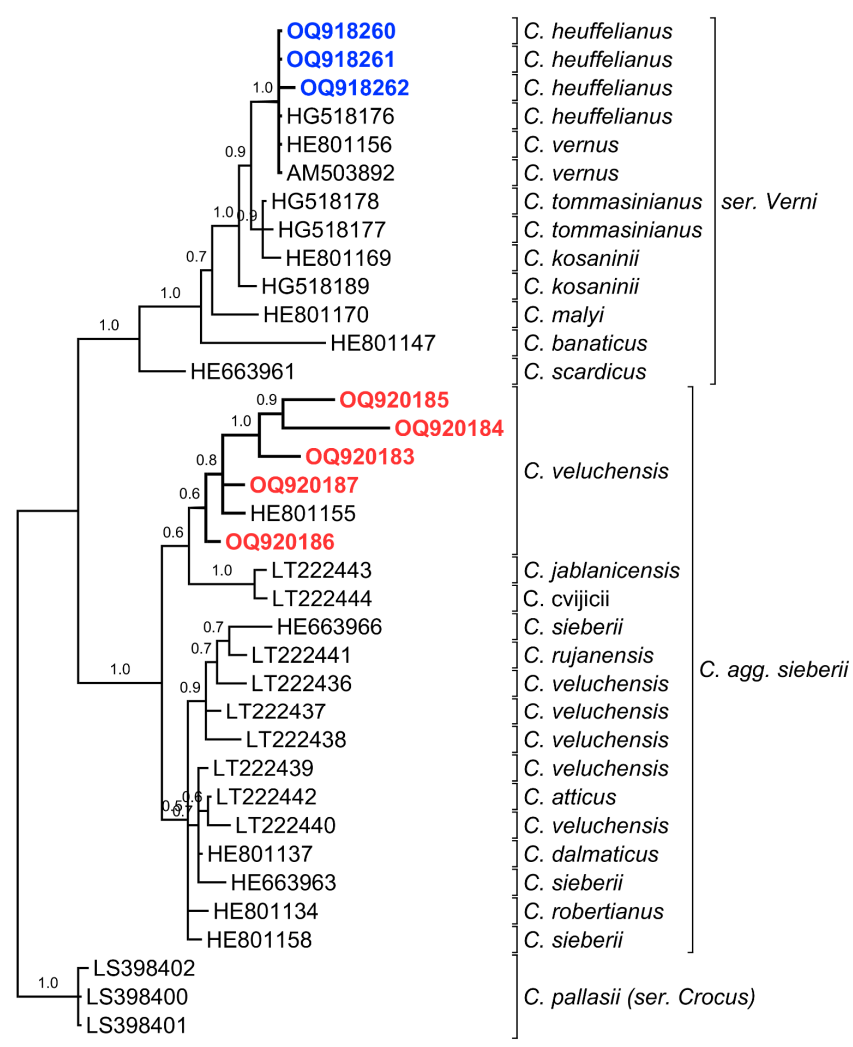 OQ918260 C. heuffelianus
OQ918261 C. heuffelianus
1.0 OQ918262 C. heuffelianus
HG518176 C. heuffelianus
0.9 HE801156 C. vernus
AM503892 C. vernus
HG518178 C. tommasinianus ser. Verni
1.0 0.9 HG518177 C. tommasinianus
0.7 HE801169 C. kosaninii
HG518189 C. kosaninii
1.0 HE801170 C. malyi
1.0 HE801147 C. banaticus
HE663961 C. scardicus
0.9 OQ920185
1.0 OQ920184
0.8 OQ920183
C. veluchensis
0.6 OQ920187
HE801155
0.6 OQ920186
1.0 LT222443 C. jablanicensis
LT222444 C. cvijicii
0.7 HE663966 C. sieberii
0.7 LT222441 C. rujanensis
1.0 C. agg. sieberii
0.9 LT222436 C. veluchensis
LT222437 C. veluchensis
LT222438 C. veluchensis
LT222439 C. veluchensis
0.5 0.7 0.6 LT222442 C. atticus
LT222440 C. veluchensis
HE801137 C. dalmaticus
HE663963 C. sieberii
HE801134 C. robertianus
HE801158 C. sieberii
LS398402
1.0 LS398400 C. pallasii (ser. Crocus)
LS398401